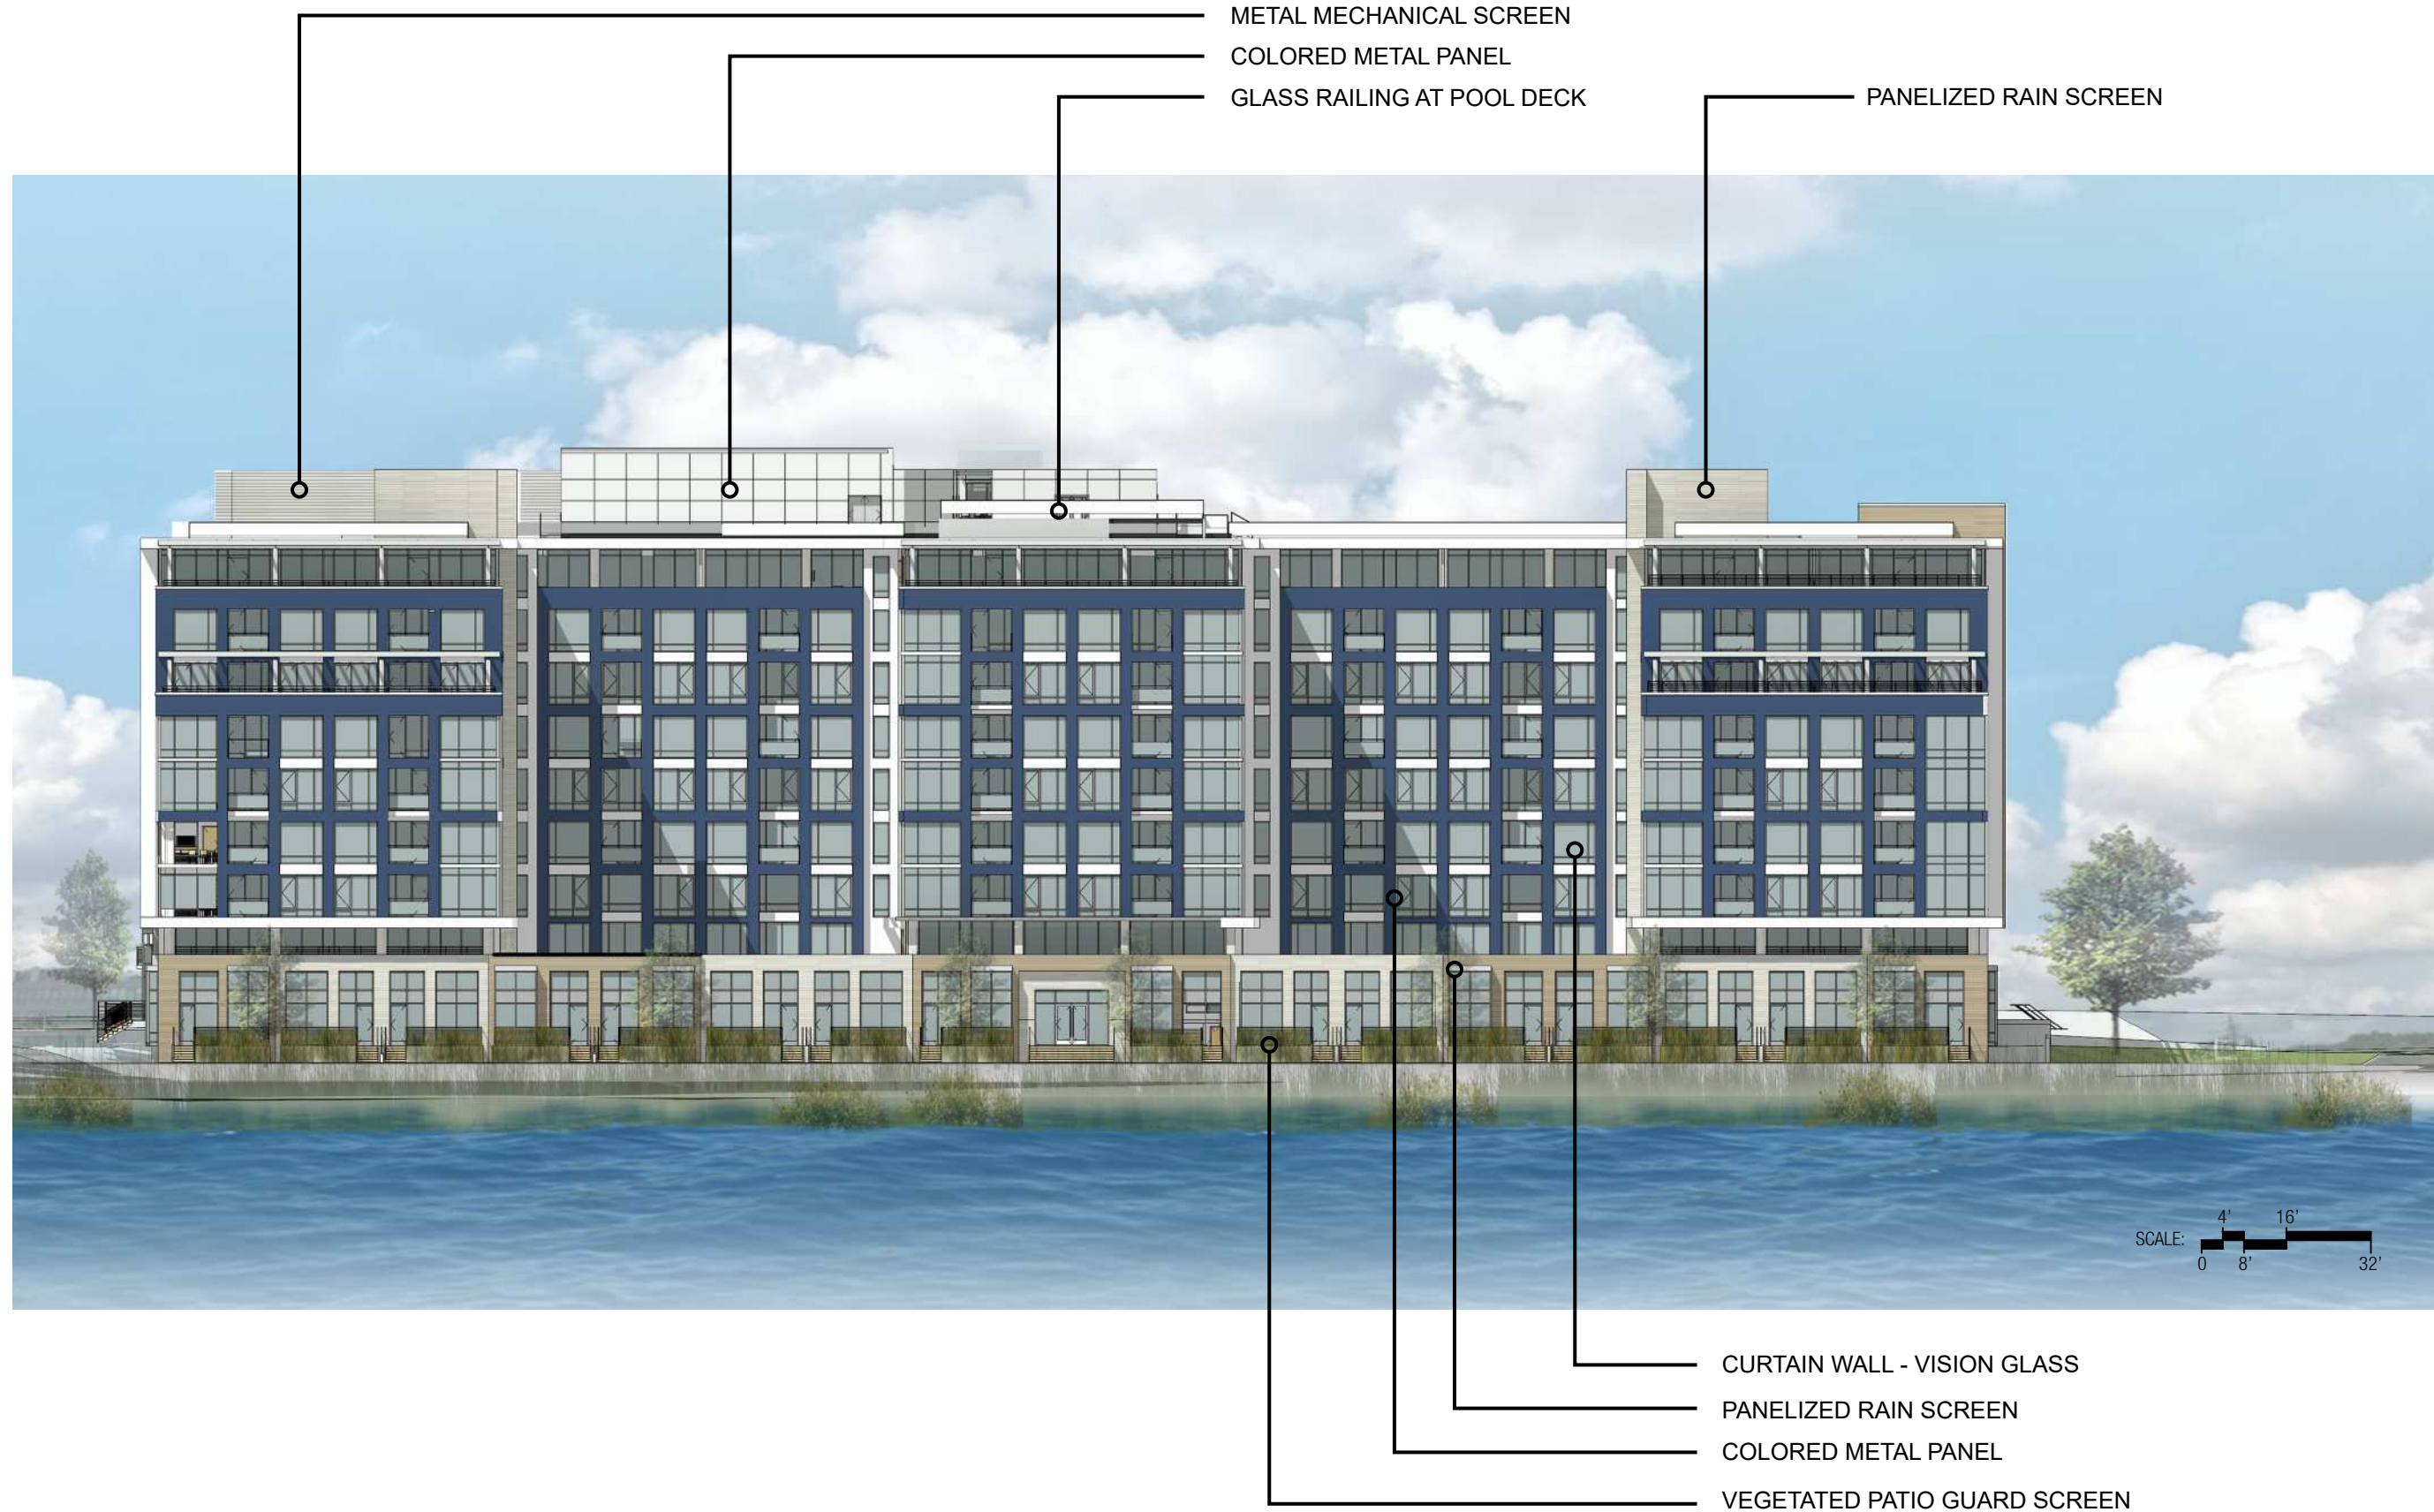 METAL MECHANICAL SCREEN
COLORED METAL PANEL
GLASS RAILING AT POOL DECK
PANELIZED RAIN SCREEN
4' 16'
SCALE:
0 8' 32'
CURTAIN WALL - VISION GLASS
PANELIZED RAIN SCREEN
COLORED METAL PANEL
VEGETATED PATIO GUARD SCREEN